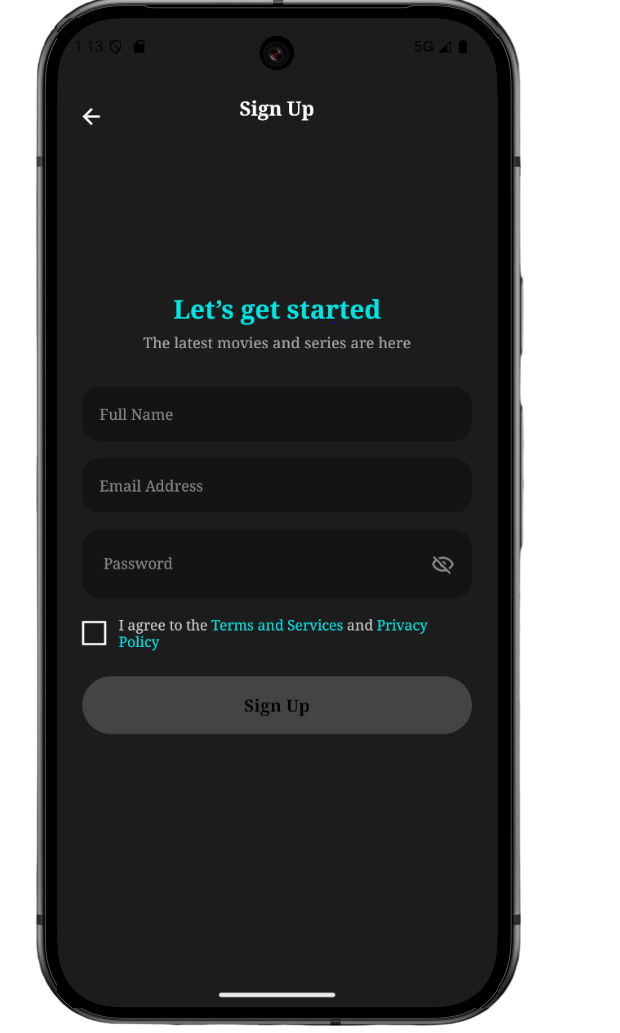 1:13
5G
Sign Up
Let's get started
The latest movies and series are here
Full Name
Email Address
Password
I agree to the Terms and Services and Privacy
Policy
Sign Up